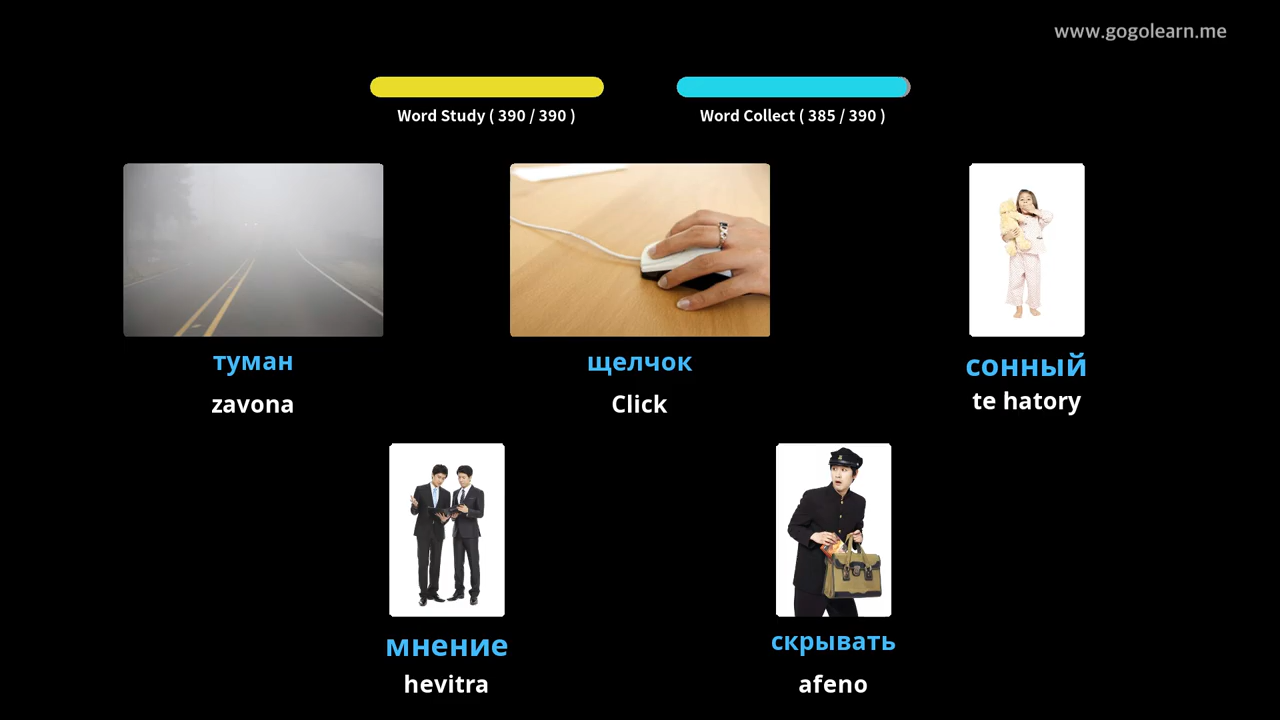 www.gogolearn.me
Word Study ( 390 / 390 )
Word Collect ( 385 / 390 )
туман
щелчок
сонный
zavona
Click
te hatory
мнение
скрывать
hevitra
afeno